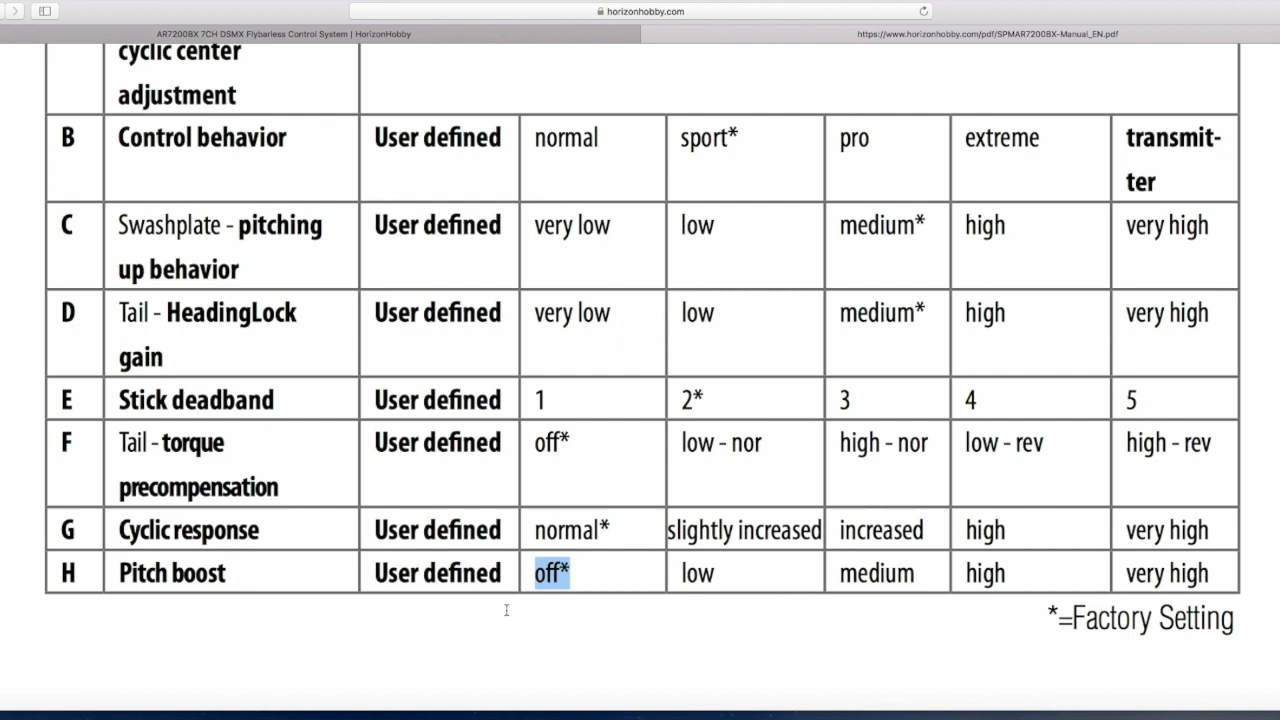 horizonhobby.com
AR7200BX 7CH DSMX Flybarless Control System | HorizonHobby
https://www.horizonhobby.com/pdf/SPMAR7200BX-Manual_EN.pdf
cyclic center
adjustment
B Control behavior User defined normal sport* pro extreme transmit-
ter
C Swashplate - pitching User defined very low low medium* high very high
up behavior
D Tail - HeadingLock User defined very low low medium* high very high
gain
E Stick deadband User defined 1 2* 3 4 5
F Tail - torque User defined off* low - nor high - nor low - rev high - rev
precompensation
G Cyclic response User defined normal* slightly increased increased high very high
H Pitch boost User defined off* low medium high very high
*=Factory Setting